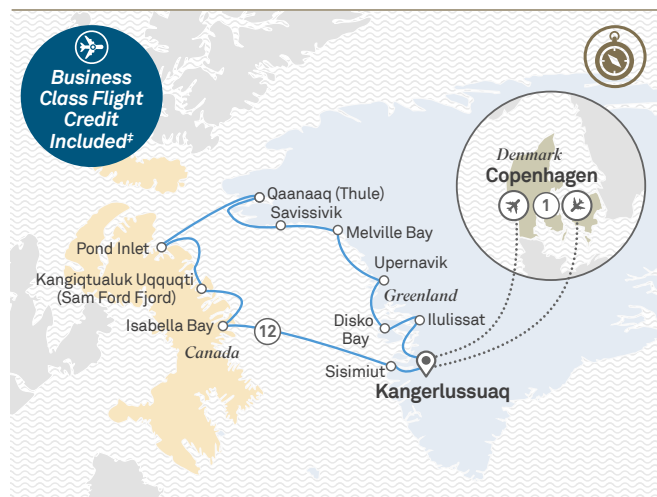 Business
Class Flight
Credit
Included‡
Denmark
Copenhagen
1
Qaanaaq (Thule)
Savissivik
Melville Bay
Pond Inlet
Upernavik
Kangiqtualuk Uqquqti
(Sam Ford Fjord)
Greenland
Isabella Bay
12
Disko
Bay
Ilulissat
Canada
Sisimiut
Kangerlussuaq